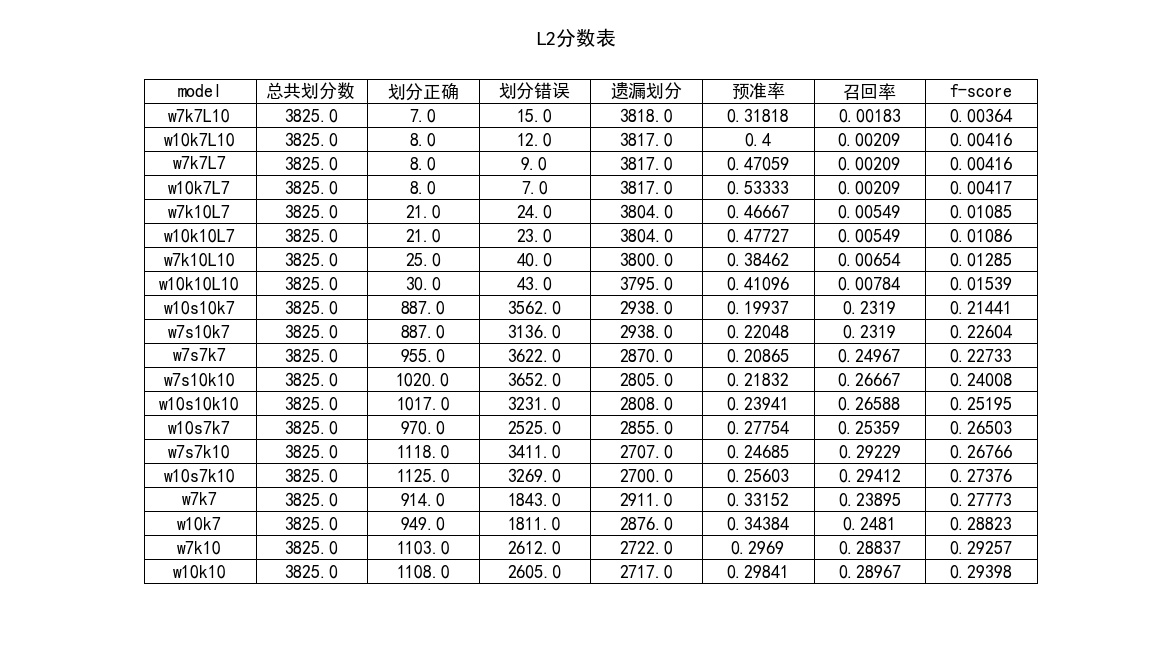 L2分数表
model 总共划分数 划分正确 划分错误 遗漏划分 预准率 召回率 f-score
w7k7L10 3825.0 7.0 15.0 3818.0 0.31818 0.00183 0.00364
w10k7L10 3825.0 8.0 12.0 3817.0 0.4 0.00209 0.00416
w7k7L7 3825.0 8.0 9.0 3817.0 0.47059 0.00209 0.00416
w10k7L7 3825.0 8.0 7.0 3817.0 0.53333 0.00209 0.00417
w7k10L7 3825.0 21.0 24.0 3804.0 0.46667 0.00549 0.01085
w10k10L7 3825.0 21.0 23.0 3804.0 0.47727 0.00549 0.01086
w7k10L10 3825.0 25.0 40.0 3800.0 0.38462 0.00654 0.01285
w10k10L10 3825.0 30.0 43.0 3795.0 0.41096 0.00784 0.01539
w10s10k7 3825.0 887.0 3562.0 2938.0 0.19937 0.2319 0.21441
w7s10k7 3825.0 887.0 3136.0 2938.0 0.22048 0.2319 0.22604
w7s7k7 3825.0 955.0 3622.0 2870.0 0.20865 0.24967 0.22733
w7s10k10 3825.0 1020.0 3652.0 2805.0 0.21832 0.26667 0.24008
w10s10k10 3825.0 1017.0 3231.0 2808.0 0.23941 0.26588 0.25195
w10s7k7 3825.0 970.0 2525.0 2855.0 0.27754 0.25359 0.26503
w7s7k10 3825.0 1118.0 3411.0 2707.0 0.24685 0.29229 0.26766
w10s7k10 3825.0 1125.0 3269.0 2700.0 0.25603 0.29412 0.27376
w7k7 3825.0 914.0 1843.0 2911.0 0.33152 0.23895 0.27773
w10k7 3825.0 949.0 1811.0 2876.0 0.34384 0.2481 0.28823
w7k10 3825.0 1103.0 2612.0 2722.0 0.2969 0.28837 0.29257
w10k10 3825.0 1108.0 2605.0 2717.0 0.29841 0.28967 0.29398